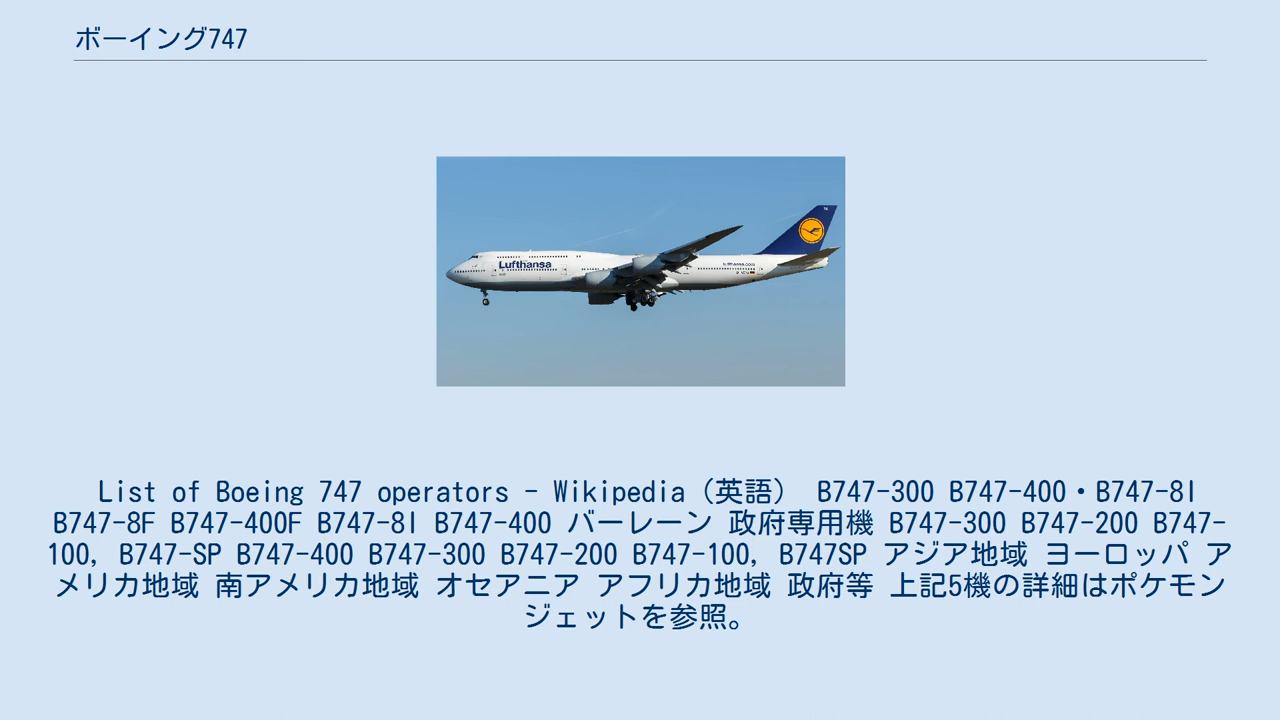 ボーイング747
Lufthansa
List of Boeing 747 operators - Wikipedia（英語） B747-300 B747-400・B747-8I
B747-8F B747-400F B747-8I B747-400 バーレーン 政府専用機 B747-300 B747-200 B747-
100, B747-SP B747-400 B747-300 B747-200 B747-100, B747SP アジア地域 ヨーロッパ ア
メリカ地域 南アメリカ地域 オセアニア アフリカ地域 政府等 上記5機の詳細はポケモン
ジェットを参照。